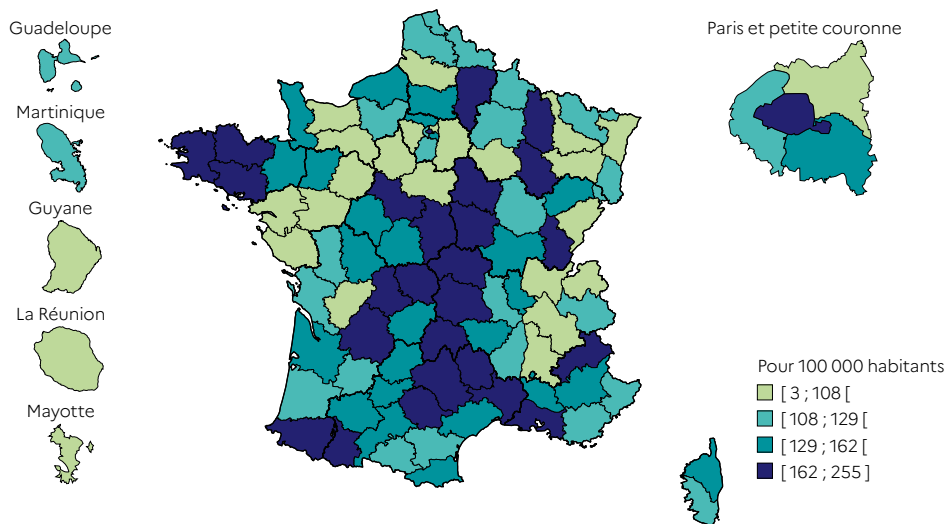 Guadeloupe
Martinique
Guyane
La Réunion
Mayotte
Paris et petite couronne
Pour 100 000 habitants
[ 3 ; 108 [
[ 108 ; 129 [
[ 129 ; 162 [
[ 162 ; 255 ]